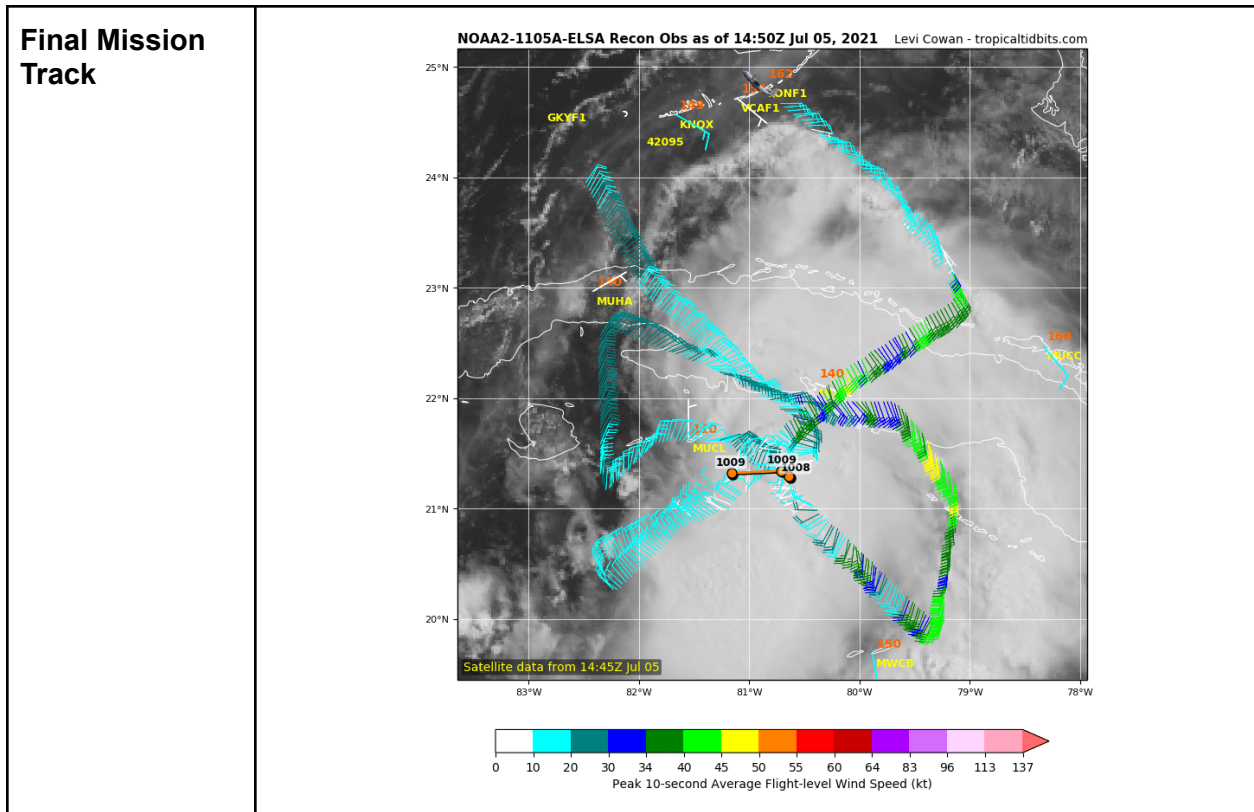 Final Mission
Track
NOAA2-1105A-ELSA Recon Obs as of 14:50Z Jul 05, 2021 Levi Cowan - tropicaltidbits.com
25°N
24°N
23°N
22°N
21°N
20°N
162
VCAF1
GKYF1
KNQX
42095
MUHA
160
140
MUCL
1009
1009
1008
150
MWCB
Satellite data from 14:45Z Jul 05
83°W 82°W 81°W 80°W 79°W 78°W
0 10 20 30 34 40 45 50 55 60 64 83 96 113 137
Peak 10-second Average Flight-level Wind Speed (kt)